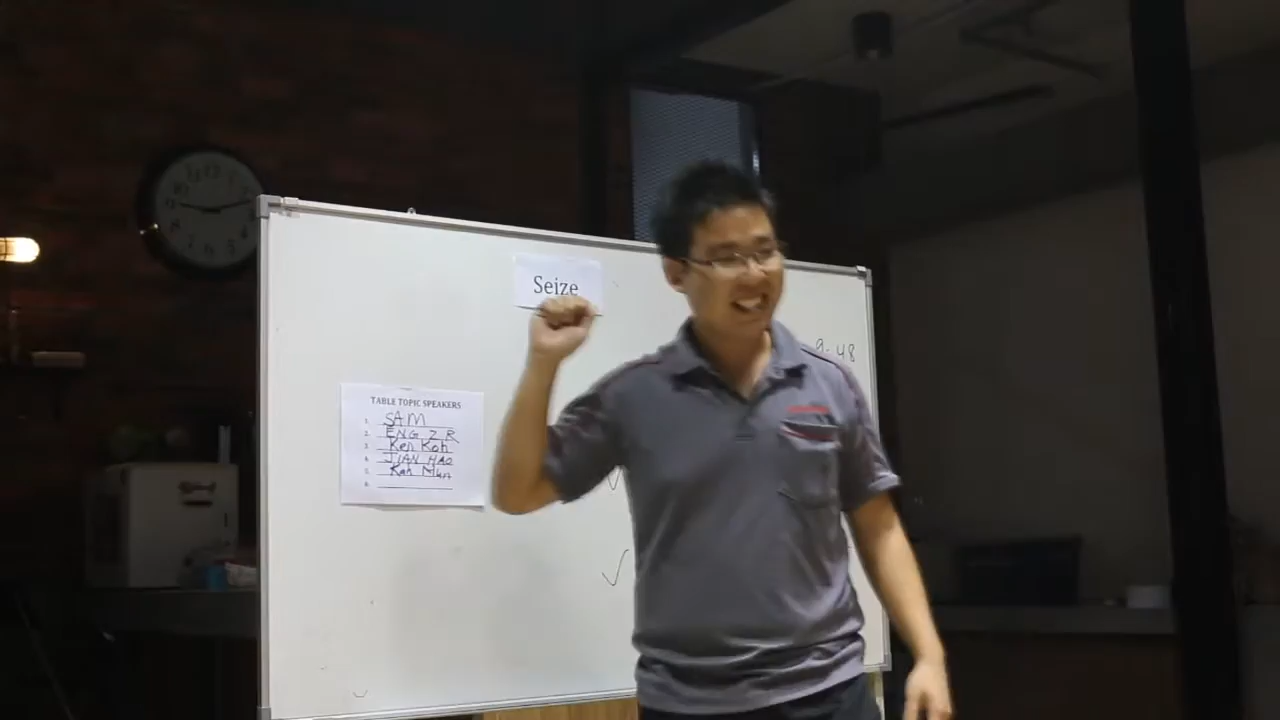 Seize
9.48
TABLE TOPIC SPEAKERS
1. SAM
2. ENG Z R
3. Ken Koh
4. JIAN HAO
5. Kah Mun
6.